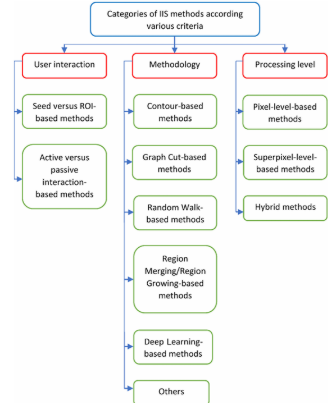 Categories of IIS methods according
various criteria
User interaction
Methodology
Processing level
Seed versus ROI-
based methods
Active versus
passive
interaction-
based methods
Contour-based
methods
Graph Cut-based
methods
Random Walk-
based methods
Region
Merging/Region
Growing-based
methods
Deep Learning-
based methods
Others
Pixel-level-based
methods
Superpixel-level-
based methods
Hybrid methods